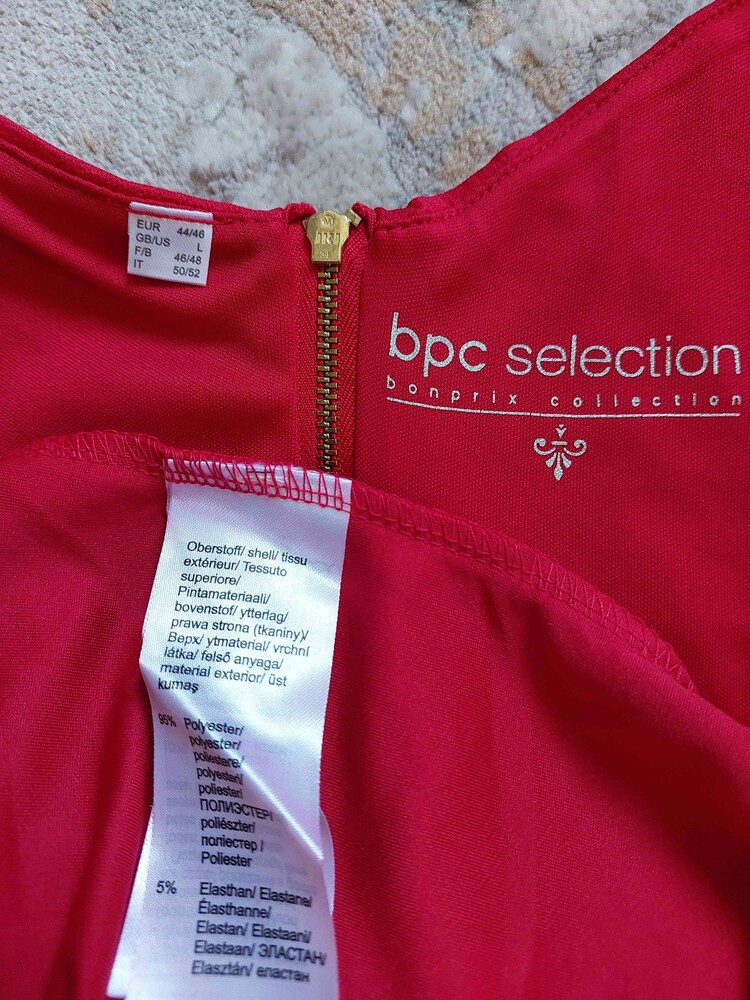 EUR 44/46
GB/US L
F/B 46/48
IT 50/52
bpc selection
bonprix collection
Oberstoff/ shell/ tissu
extérieur/ Tessuto
superiore/
Pintamateriaali/
bovenstof/ ytterlag/
prawa strona (tkaniny)/
Верх/ ytmaterial/ vrchní
látka/ felső anyaga/
material exterior/ üst
kumaş
95% Polyester/
polyester/
poliestere/
polyesteri/
poliester/
ПОЛИЭСТЕР/
poliészter/
поліестер /
Poliester
5% Elasthan/ Elastane/
Élasthanne/
Elastan/ Elastaani/
Elastaan/ ЭЛАСТАН/
Elasztán/ еластан